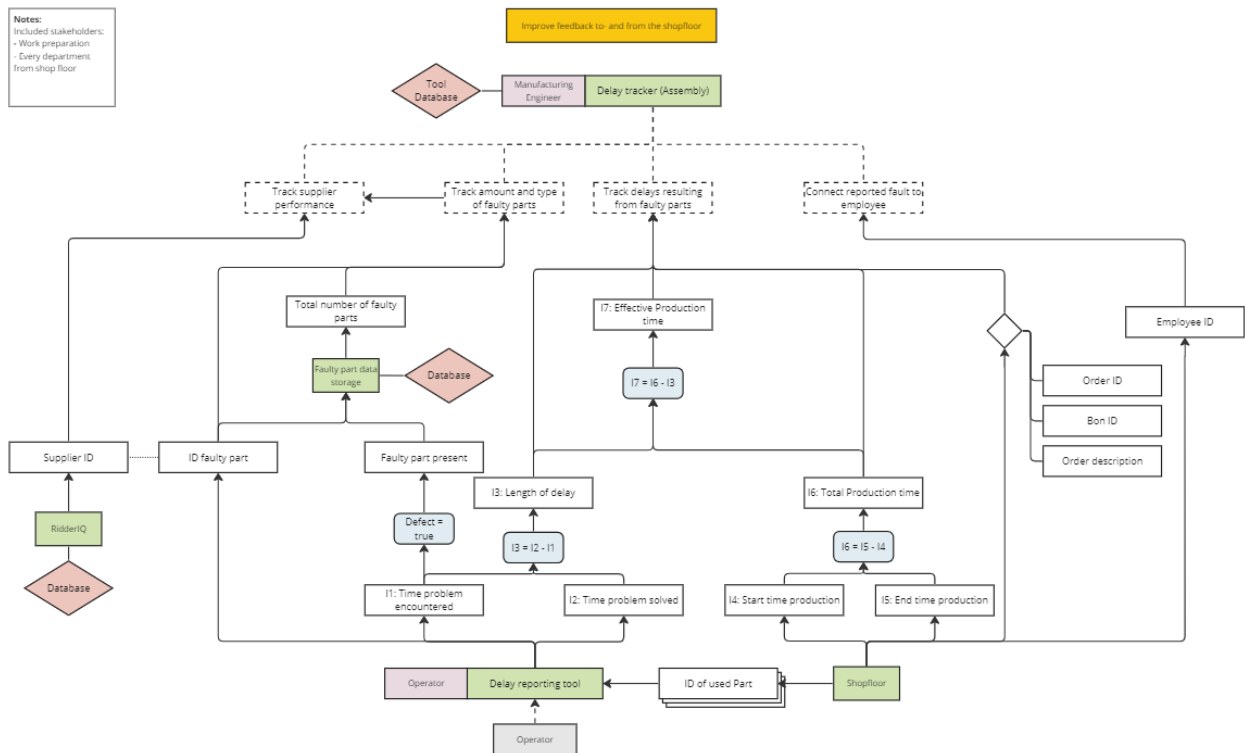 Notes:
Included stakeholders:
- Work preparation
- Every department
from shop floor
Improve feedback to- and from the shopfloor
Tool
Database
Manufacturing
Engineer
Delay tracker (Assembly)
Track supplier
performance
Track amount and type
of faulty parts
Track delays resulting
from faulty parts
Connect reported fault to
employee
Total number of faulty
parts
I7: Effective Production
time
Employee ID
Faulty part data
storage
Database
I7 = I6 - I3
Order ID
Bon ID
Order description
Supplier ID
ID faulty part
Faulty part present
I3: Length of delay
I6: Total Production time
RidderIQ
Defect =
true
I3 = I2 - I1
I6 = I5 - I4
Database
I1: Time problem
encountered
I2: Time problem solved
I4: Start time production
I5: End time production
Operator
Delay reporting tool
ID of used Part
Shopfloor
Operator